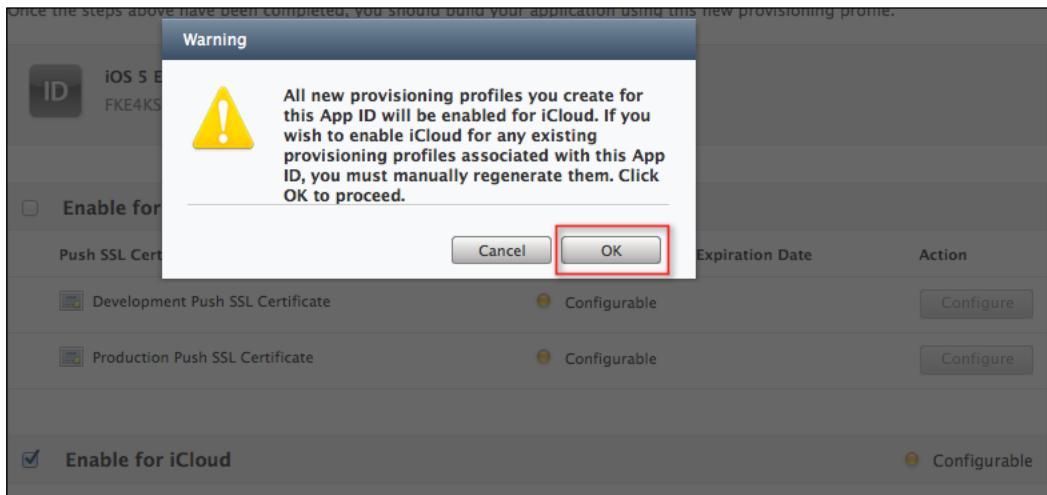 Once the steps above have been completed, you should build your application using this new provisioning profile.
Warning
ID
iOS 5 E
FKE4KS
All new provisioning profiles you create for
this App ID will be enabled for iCloud. If you
wish to enable iCloud for any existing
provisioning profiles associated with this App
ID, you must manually regenerate them. Click
OK to proceed.
Cancel OK
Enable for
Push SSL Cert Expiration Date Action
Development Push SSL Certificate Configurable Configure
Production Push SSL Certificate Configurable Configure
Enable for iCloud Configurable